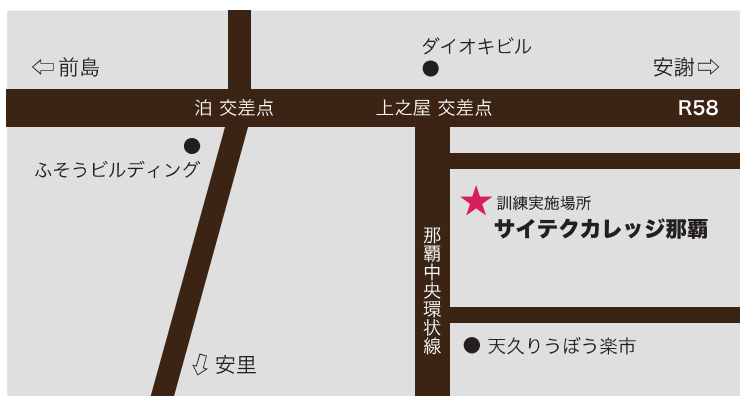 ダイオキビル
⇦前島
安謝⇨
泊 交差点
上之屋 交差点
R58
ふそうビルディング
訓練実施場所
サイテクカレッジ那覇
那覇中央環状線
天久りうぼう楽市
安里